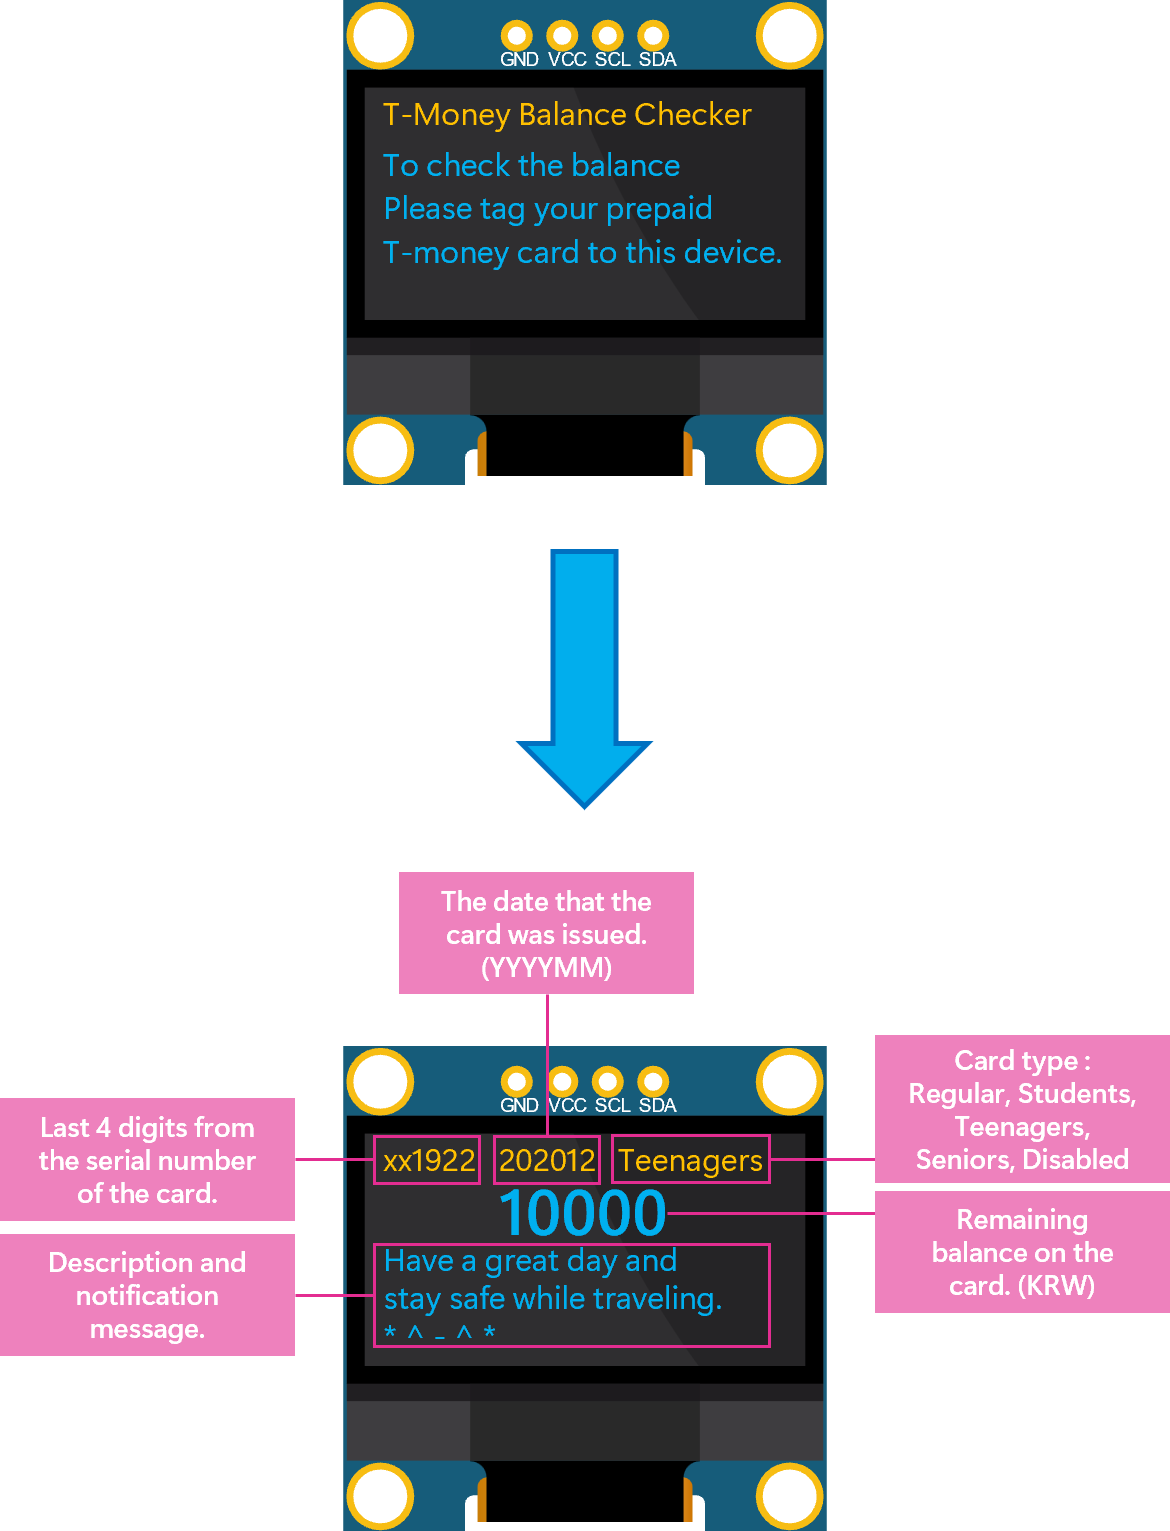 GND VCC SCL SDA
T-Money Balance Checker
To check the balance
Please tag your prepaid
T-money card to this device.
The date that the
card was issued.
(YYYYMM)
GND VCC SCL SDA
Last 4 digits from
the serial number
of the card.
Description and
notification
message.
xx1922 202012 Teenagers
10000
Have a great day and
stay safe while traveling.
* ^ - ^ *
Card type :
Regular, Students,
Teenagers,
Seniors, Disabled
Remaining
balance on the
card. (KRW)